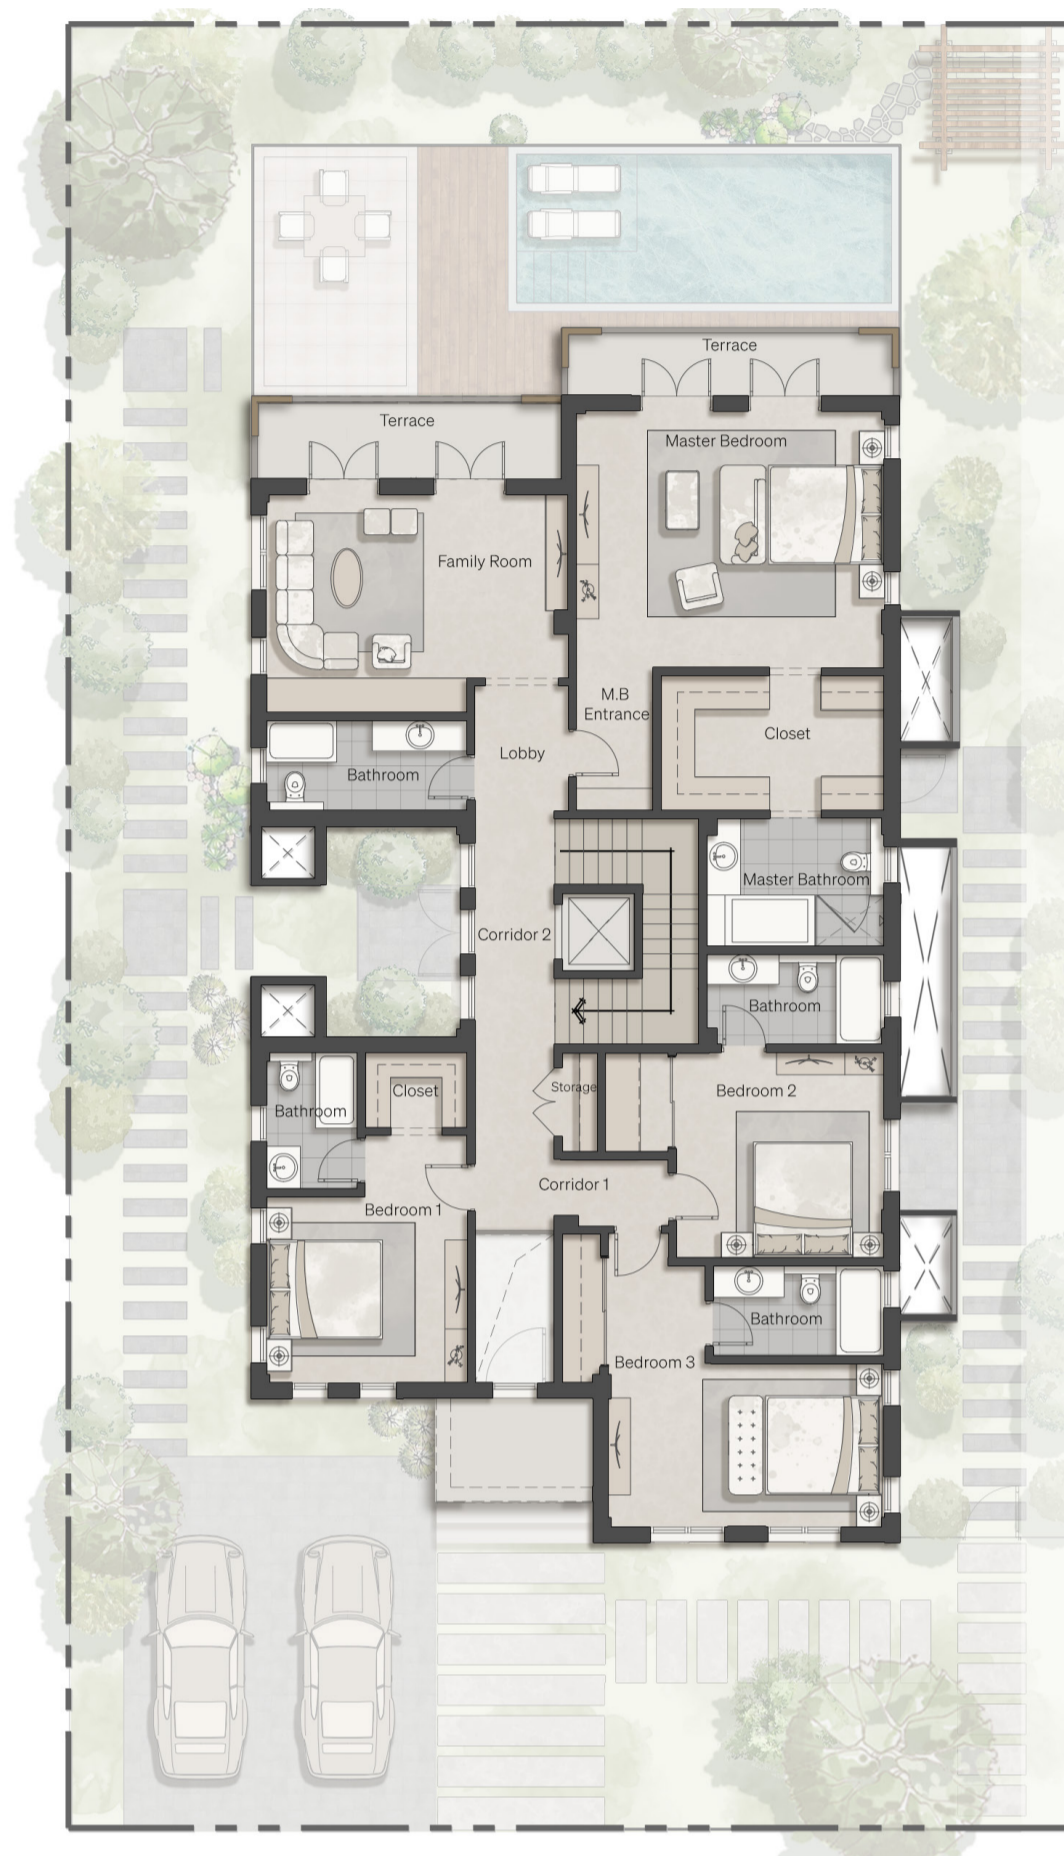 Terrace
Terrace
Master Bedroom
Family Room
M.B
Entrance
Closet
Lobby
Bathroom
Master Bathroom
Corridor 2
Bathroom
Storage
Bedroom 2
Closet
Bathroom
Corridor 1
Bedroom 1
Bathroom
Bedroom 3